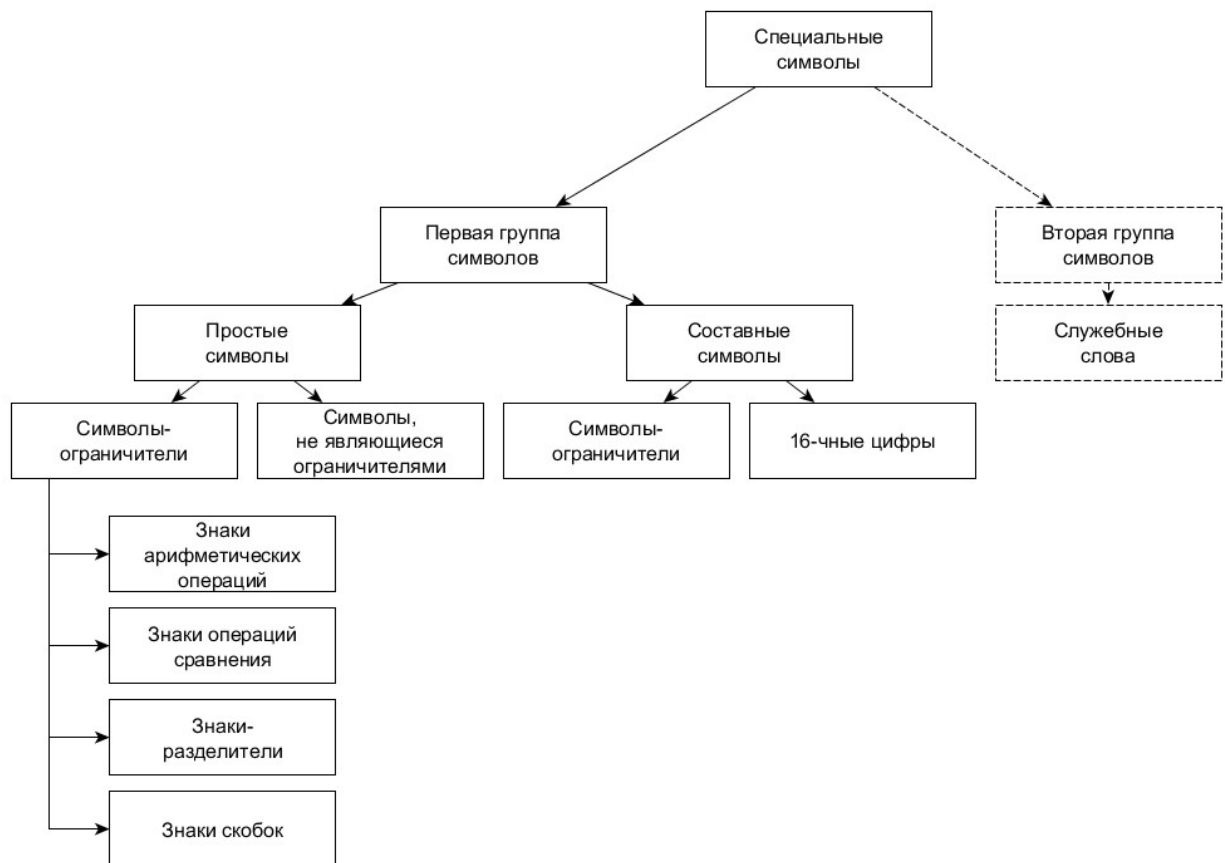 Специальные
символы
Первая группа
символов
Вторая группа
символов
Простые
символы
Составные
символы
Служебные
слова
Символы-
ограничители
Символы,
не являющиеся
ограничителями
Символы-
ограничители
16-чные цифры
Знаки
арифметических
операций
Знаки операций
сравнения
Знаки-
разделители
Знаки скобок